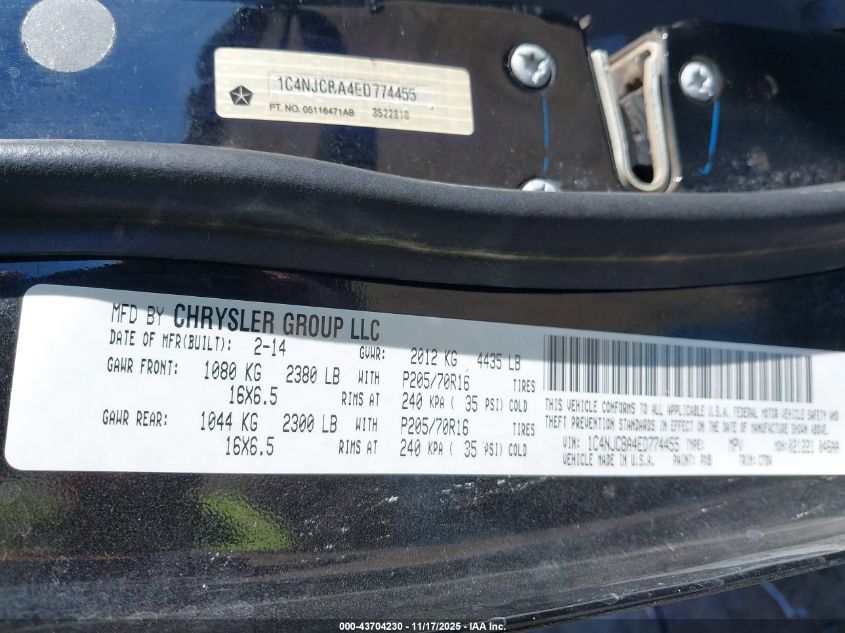 1C4NJCBA4ED774455
PT. NO. 05116471AB 3522810
MFD BY CHRYSLER GROUP LLC
DATE OF MFR(BUILT): 2-14 GVWR: 2012 KG 4435 LB
GAWR FRONT: 1080 KG 2380 LB WITH P205/70R16 TIRES
16X6.5 RIMS AT 240 KPA ( 35 PSI) COLD
GAWR REAR: 1044 KG 2300 LB WITH P205/70R16 TIRES
16X6.5 RIMS AT 240 KPA ( 35 PSI) COLD
THIS VEHICLE CONFORMS TO ALL APPLICABLE U.S.A. FEDERAL MOTOR VEHICLE SAFETY AND
THEFT PREVENTION STANDARDS IN EFFECT ON THE DATE OF MANUFACTURE SHOWN ABOVE.
VIN: 1C4NJCBA4ED774455 TYPE: MPV MDH: 021221 046AA
VEHICLE MADE IN U.S.A. PAINT: TRIM:
000-43704230 - 11/17/2025 - IAA Inc.